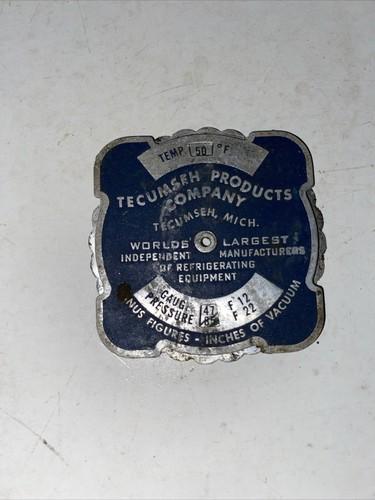 TEMP. 50 °F
TECUMSEH PRODUCTS
COMPANY
TECUMSEH, MICH.
WORLDS LARGEST
INDEPENDENT MANUFACTURERS
OF REFRIGERATING
EQUIPMENT
GAUGE 47 F 12
PRESSURE F 22
MINUS FIGURES - INCHES OF VACUUM